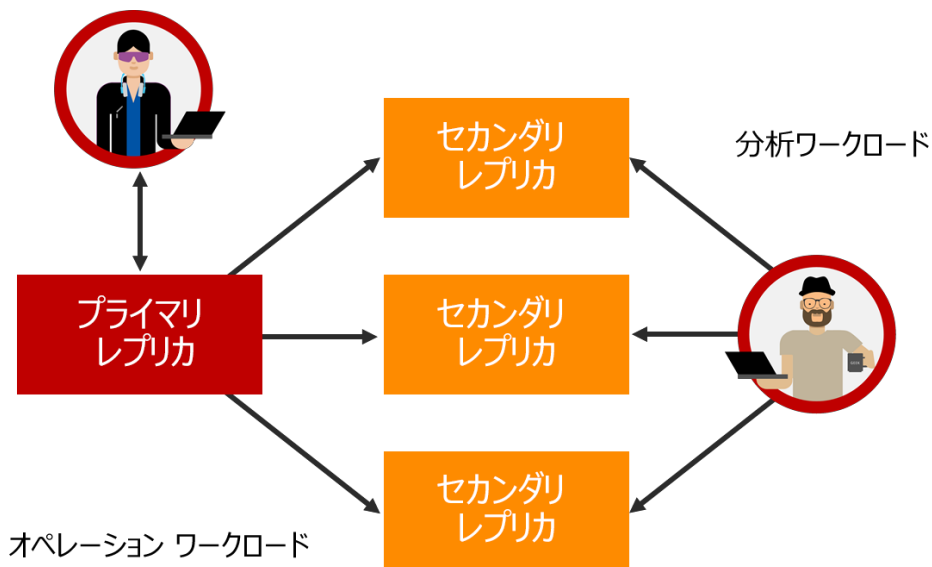 セカンダリ
レプリカ
分析ワークロード
プライマリ
レプリカ
セカンダリ
レプリカ
セカンダリ
レプリカ
オペレーション ワークロード